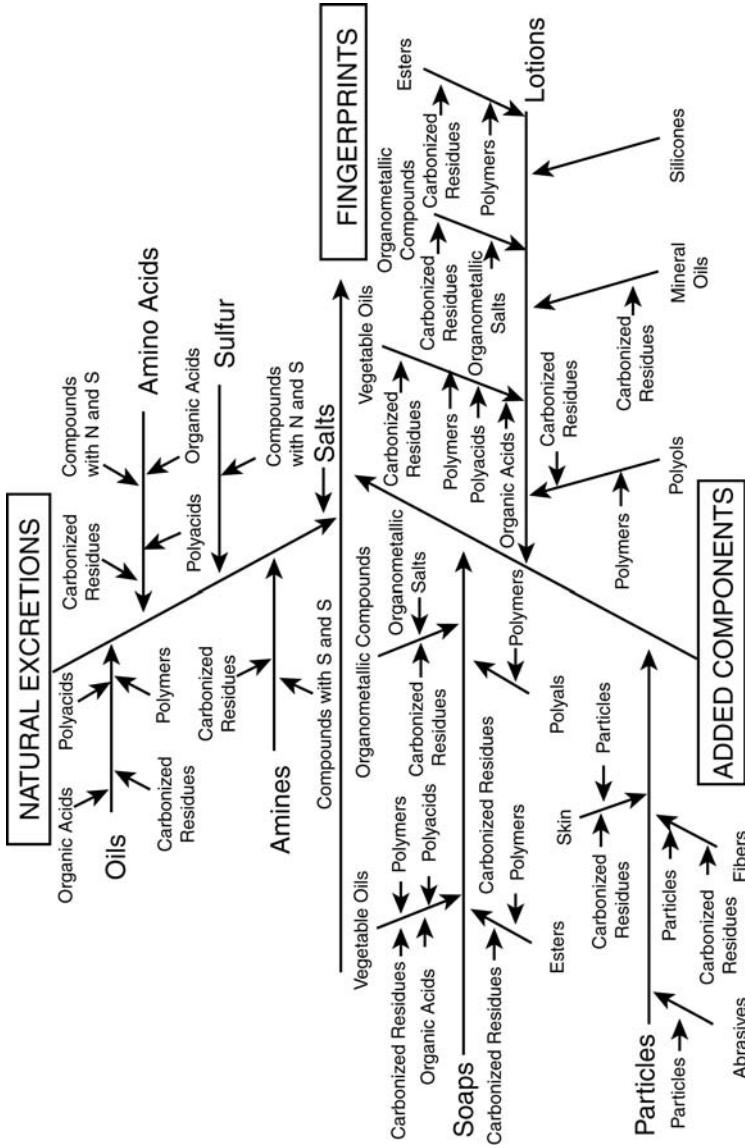 NATURAL EXCRETIONS
Organic Acids
Polyacids
Oils
Carbonized
Residues
Polymers
Carbonized
Residues
Compounds
with N and S
Amino Acids
Polyacids
Organic Acids
Sulfur
Compounds
with N and S
Carbonized
Residues
Amines
Compounds with S and S
Salts
FINGERPRINTS
Vegetable Oils
Carbonized Residues
Polymers
Organic Acids
Polyacids
Organometallic Compounds
Carbonized
Residues
Organometallic
Salts
Soaps
Carbonized Residues
Carbonized Residues
Polymers
Esters
Polymers
Polyals
Vegetable Oils
Carbonized
Residues
Polymers
Polyacids
Organic Acids
Organometallic
Compounds
Carbonized
Residues
Organometallic
Salts
Esters
Carbonized
Residues
Polymers
Lotions
Carbonized
Residues
Polymers
Polyols
Carbonized
Residues
Mineral
Oils
Silicones
Skin
Carbonized
Residues
Particles
Particles
Particles
Abrasives
Particles
Carbonized
Residues
Fibers
ADDED COMPONENTS